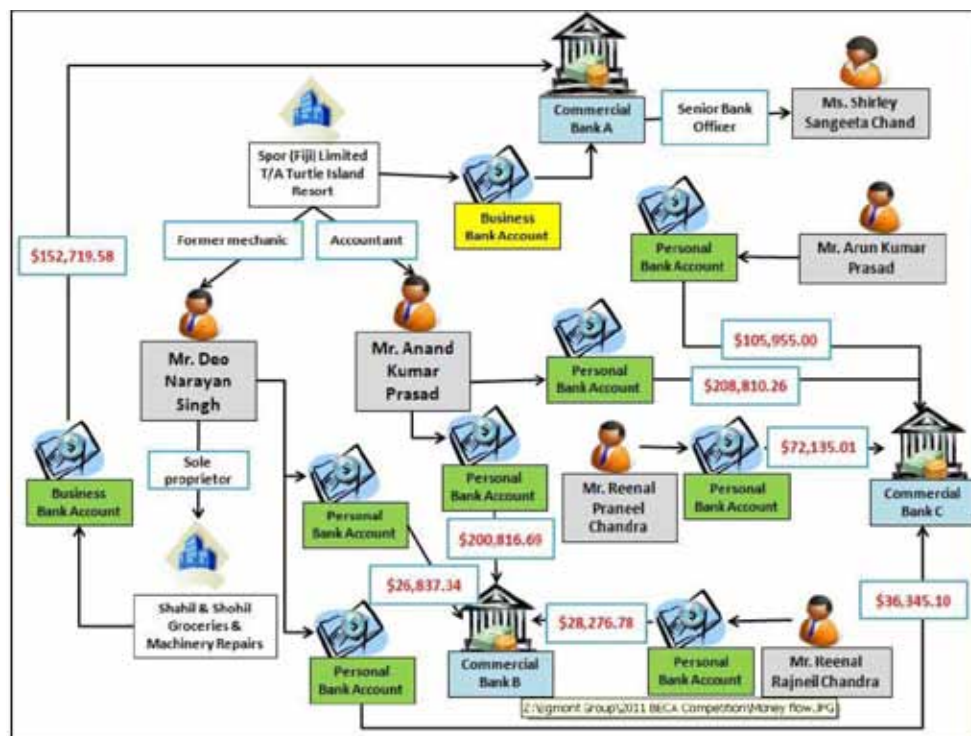 Commercial
Bank A
Senior Bank
Officer
Ms. Shirley
Sangeeta Chand
Spor (Fiji) Limited
T/A Turtle Island
Resort
Business
Bank Account
Former mechanic
Accountant
$152,719.58
Personal
Bank Account
Mr. Arun Kumar
Prasad
$105,955.00
Mr. Deo
Narayan
Singh
Mr. Anand
Kumar
Prasad
Personal
Bank Account
$208,810.26
Sole
proprietor
Business
Bank Account
Personal
Bank Account
Personal
Bank Account
Mr. Reenal
Praneel
Chandra
Personal
Bank Account
$72,135.01
Commercial
Bank C
$200,816.69
$26,837.34
$36,345.10
Shahil & Shohil
Groceries &
Machinery Repairs
$28,276.78
Personal
Bank Account
Commercial
Bank B
Personal
Bank Account
Mr. Reenal
Rajneil Chandra
Z:\Egmont Group\2011 BECA Competition\Money flow.JPG